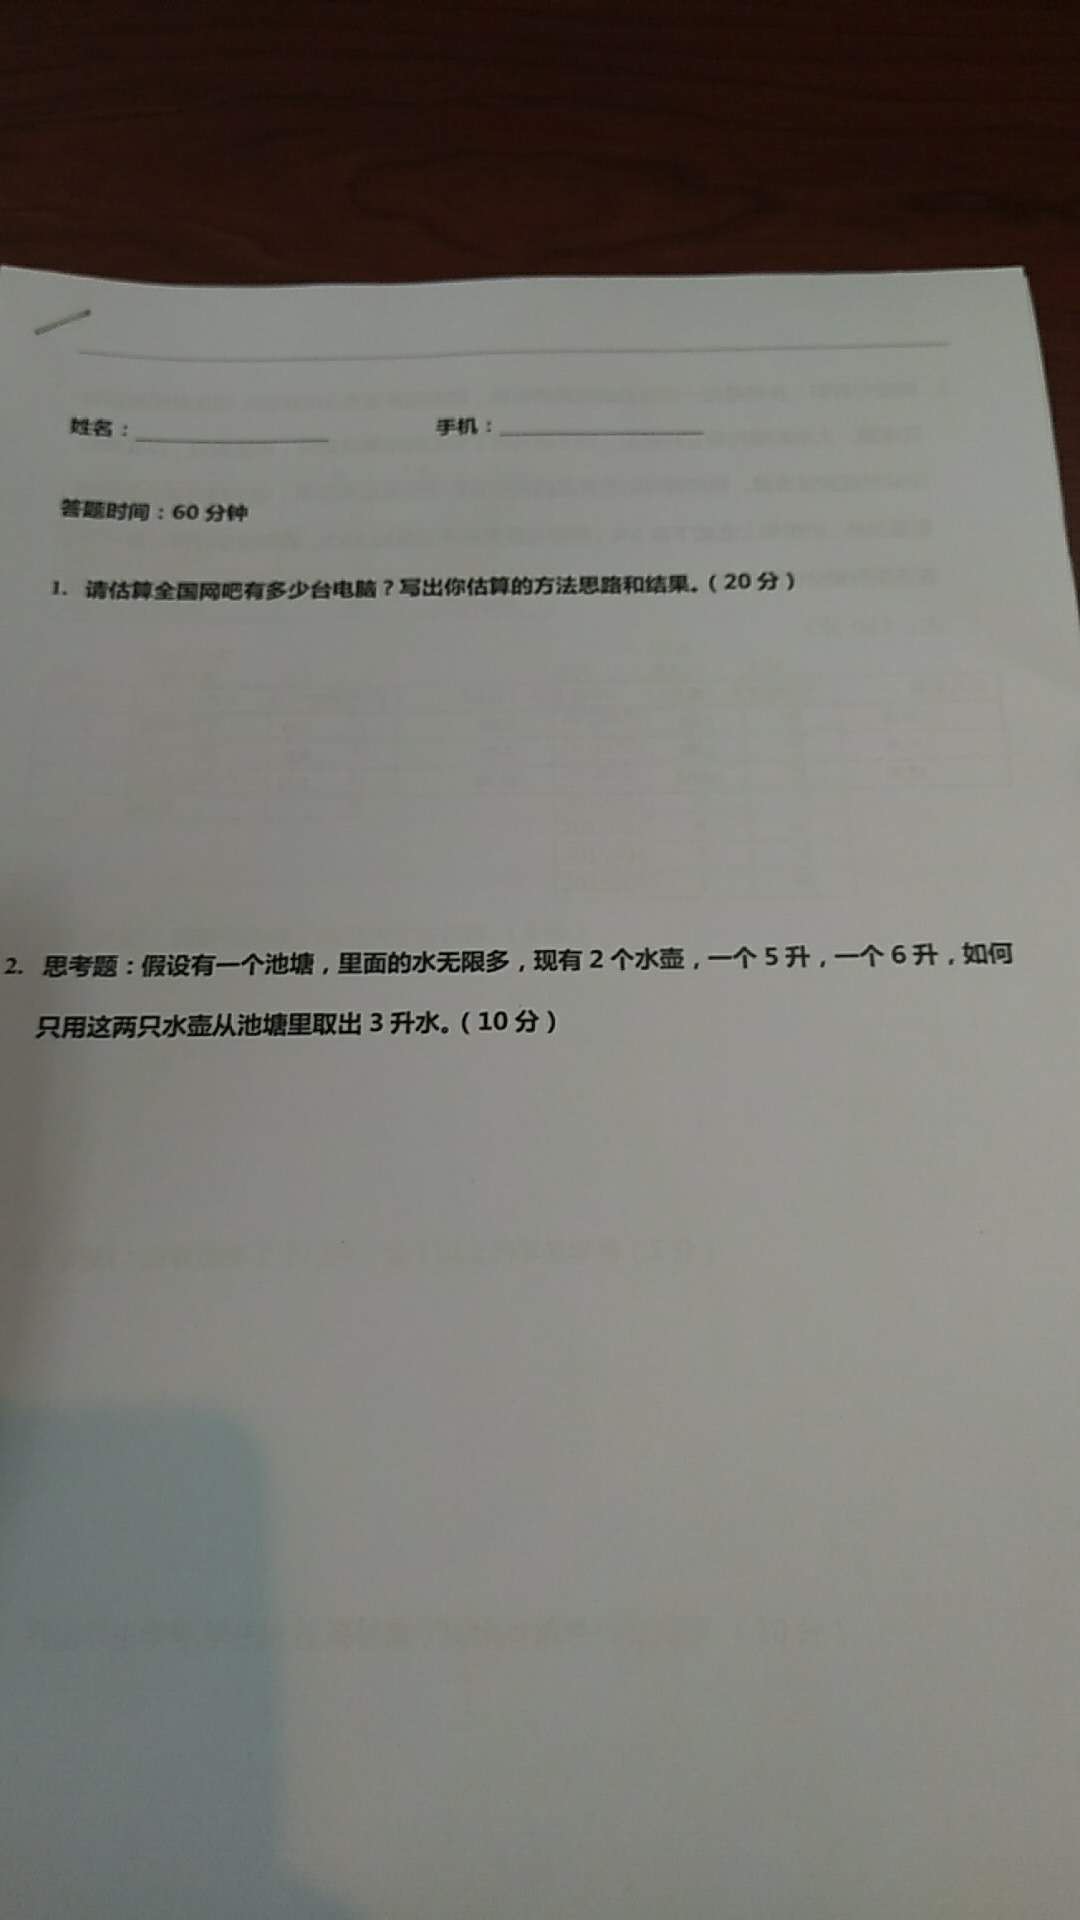 姓名：
手机：
答题时间：60 分钟
1. 请估算全国网吧有多少台电脑？写出你估算的方法思路和结果。（20 分）
2. 思考题：假设有一个池塘，里面的水无限多，现有 2 个水壶，一个 5 升，一个 6 升，如何
只用这两只水壶从池塘里取出 3 升水。（10 分）